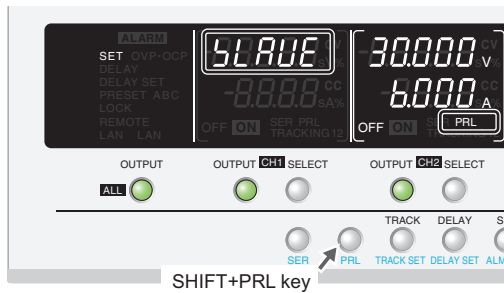 ALARM
SET OVP•OCP
DELAY
DELAY SET
PRESET ABC
LOCK
REMOTE
LAN LAN
SLAVE
CV
V%
-8.8.8.8 CC
A%
OFF ON SER PRL
TRACKING 12
30.000 V
6.000 A
OFF ON PRL
OUTPUT
OUTPUT CH1 SELECT
OUTPUT CH2 SELECT
ALL
TRACK DELAY
SER PRL TRACK SET DELAY SET
SHIFT+PRL key